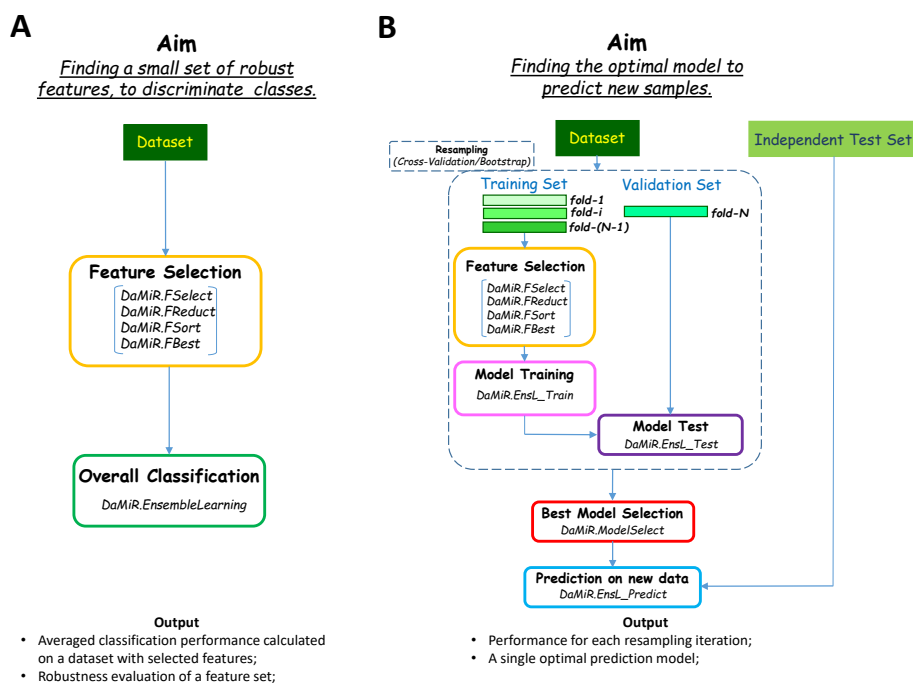 A
Aim
Finding a small set of robust
features, to discriminate classes.
Dataset
Feature Selection
DaMiR.FSelect
DaMiR.FReduct
DaMiR.FSort
DaMiR.FBest
Overall Classification
DaMiR.EnsembleLearning
Output
• Averaged classification performance calculated
on a dataset with selected features;
• Robustness evaluation of a feature set;
B
Aim
Finding the optimal model to
predict new samples.
Resampling
(Cross-Validation/Bootstrap)
Dataset
Independent Test Set
Training Set
Validation Set
fold-1
fold-i
fold-(N-1)
fold-N
Feature Selection
DaMiR.FSelect
DaMiR.FReduct
DaMiR.FSort
DaMiR.FBest
Model Training
DaMiR.EnsL_Train
Model Test
DaMiR.EnsL_Test
Best Model Selection
DaMiR.ModelSelect
Prediction on new data
DaMiR.EnsL_Predict
Output
• Performance for each resampling iteration;
• A single optimal prediction model;